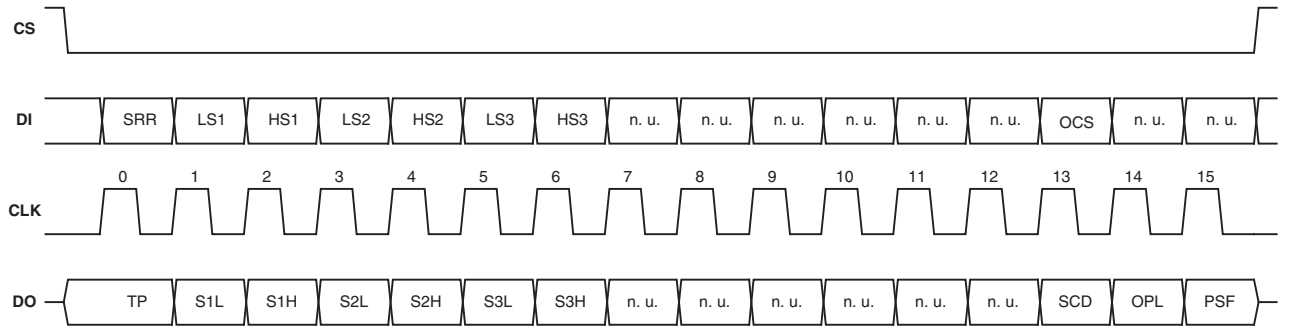 CS
DI SRR LS1 HS1 LS2 HS2 LS3 HS3 n. u. n. u. n. u. n. u. n. u. n. u. OCS n. u. n. u.
0 1 2 3 4 5 6 7 8 9 10 11 12 13 14 15
CLK
DO TP S1L S1H S2L S2H S3L S3H n. u. n. u. n. u. n. u. n. u. n. u. SCD OPL PSF